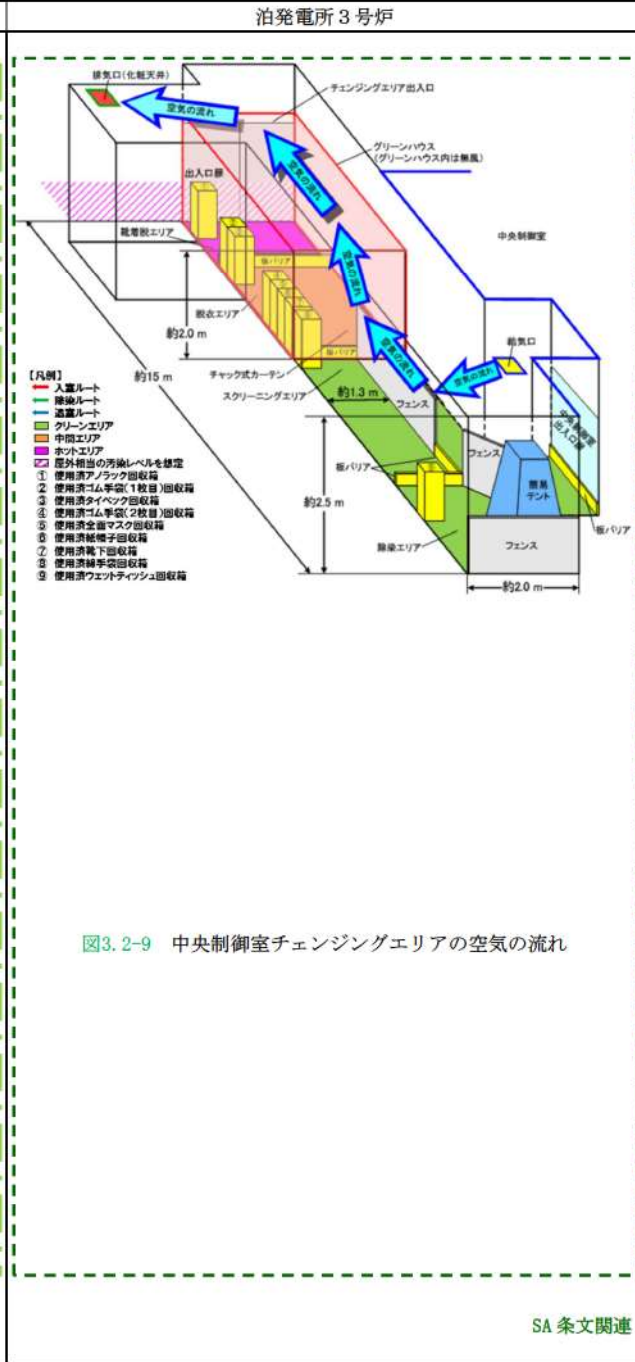 泊発電所3号炉
排気口(化粧天井)
チェンジングエリア出入口
空気の流れ
グリーンハウス
(グリーンハウス内は無風)
空気の流れ
出入口扉
中央制御室
靴着脱エリア
板バリア
空気の流れ
脱衣エリア
約2.0 m
給気口
空気の流れ
空気の流れ
板バリア
チャック式カーテン
約15 m
スクリーニングエリア
約1.3 m
フェンス
中央制御室
出入口扉
フェンス
板バリア
簡易
テント
約2.5 m
板バリア
除染エリア
フェンス
約2.0 m
【凡例】
入室ルート
除染ルート
退室ルート
クリーンエリア
中間エリア
ホットエリア
屋外相当の汚染レベルを想定
① 使用済アノラック回収箱
② 使用済ゴム手袋(1枚目)回収箱
③ 使用済タイベック回収箱
④ 使用済ゴム手袋(2枚目)回収箱
⑤ 使用済全面マスク回収箱
⑥ 使用済紙帽子回収箱
⑦ 使用済靴下回収箱
⑧ 使用済綿手袋回収箱
⑨ 使用済ウェットティッシュ回収箱
図3.2-9 中央制御室チェンジングエリアの空気の流れ
SA 条文関連